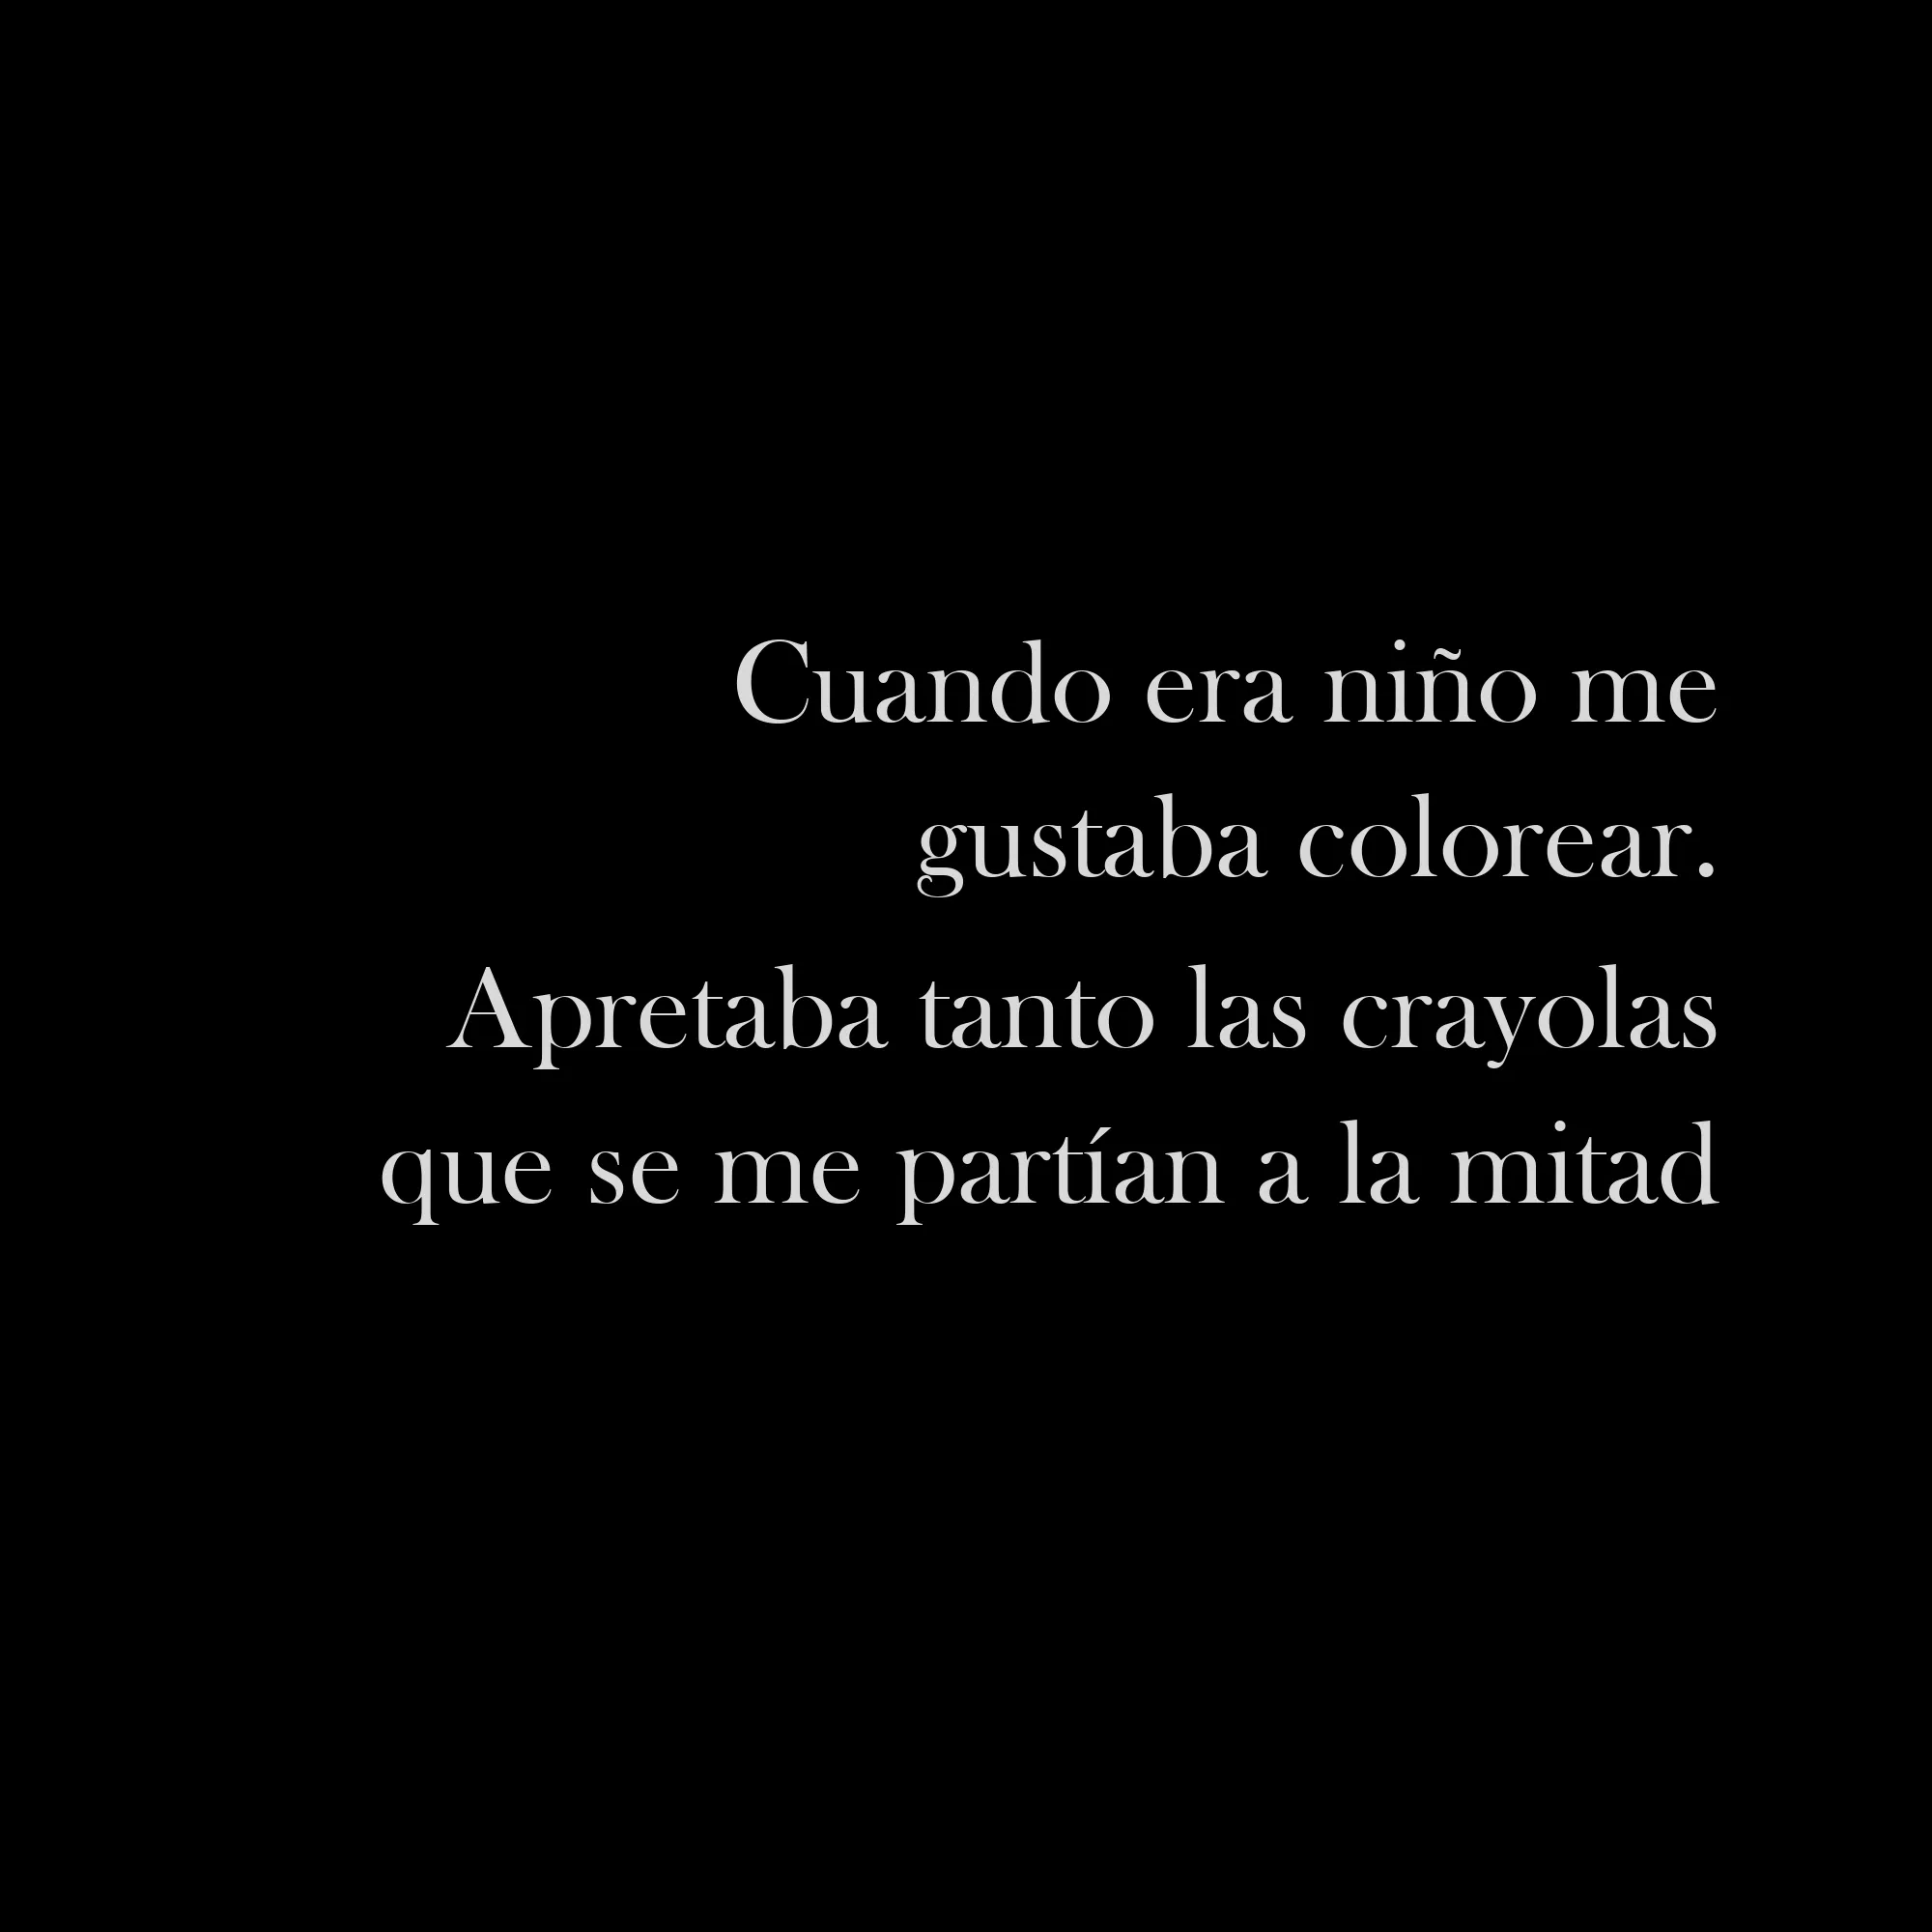 Cuando era niño me
gustaba colorear.
Apretaba tanto las crayolas
que se me partían a la mitad